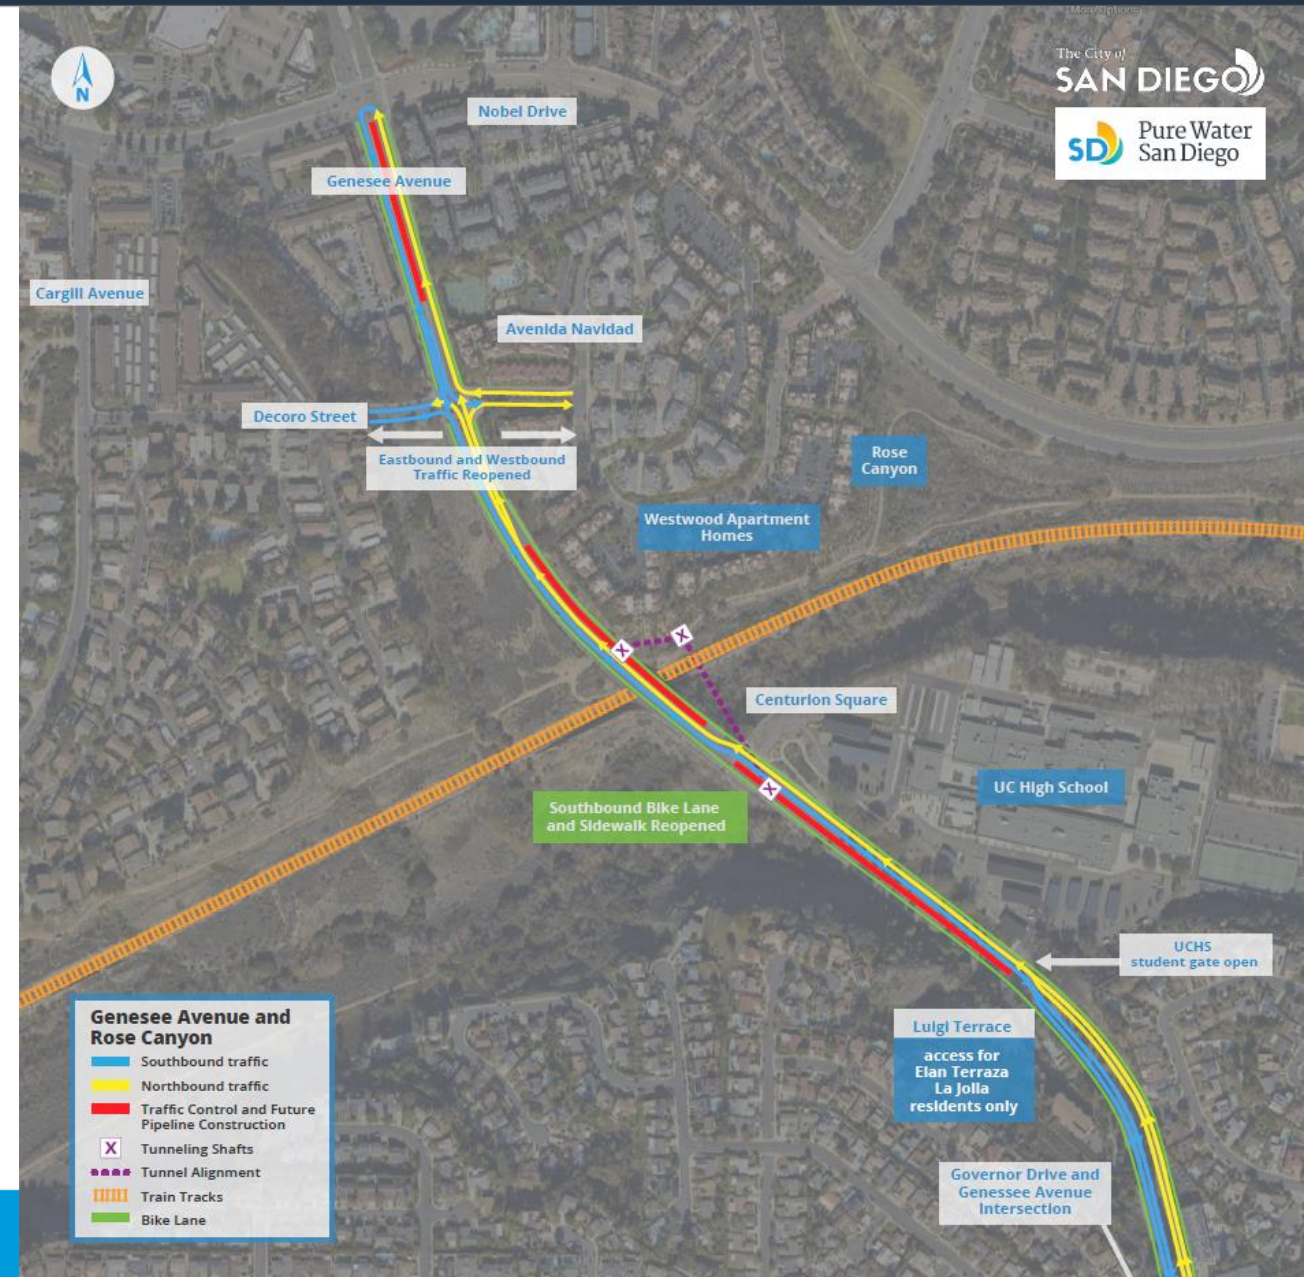 More Options
N
The City of
SAN DIEGO
SD
Pure Water
San Diego
Nobel Drive
Genesee Avenue
Cargill Avenue
Avenida Navidad
Decoro Street
Eastbound and Westbound
Traffic Reopened
Rose
Canyon
Westwood Apartment
Homes
X
X
Centurion Square
X
UC High School
Southbound Bike Lane
and Sidewalk Reopened
UCHS
student gate open
Luigi Terrace
access for
Elan Terraza
La Jolla
residents only
Governor Drive and
Genessee Avenue
Intersection
Genesee Avenue and
Rose Canyon
Southbound traffic
Northbound traffic
Traffic Control and Future
Pipeline Construction
X
Tunneling Shafts
Tunnel Alignment
Train Tracks
Bike Lane